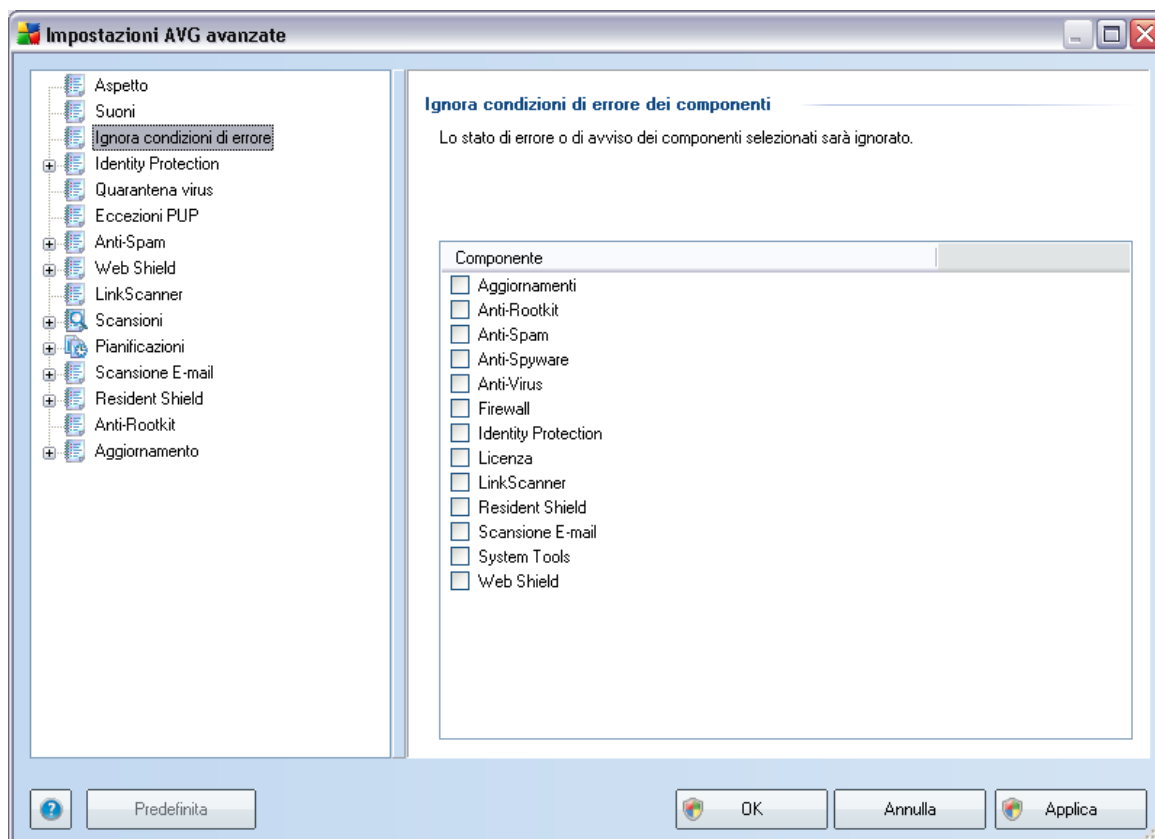 Impostazioni AVG avanzate
Aspetto
Suoni
Ignora condizioni di errore
Identity Protection
Quarantena virus
Eccezioni PUP
Anti-Spam
Web Shield
LinkScanner
Scansioni
Pianificazioni
Scansione E-mail
Resident Shield
Anti-Rootkit
Aggiornamento
Ignora condizioni di errore dei componenti
Lo stato di errore o di avviso dei componenti selezionati sarà ignorato.
Componente
Aggiornamenti
Anti-Rootkit
Anti-Spam
Anti-Spyware
Anti-Virus
Firewall
Identity Protection
Licenza
LinkScanner
Resident Shield
Scansione E-mail
System Tools
Web Shield
Predefinita
OK
Annulla
Applica